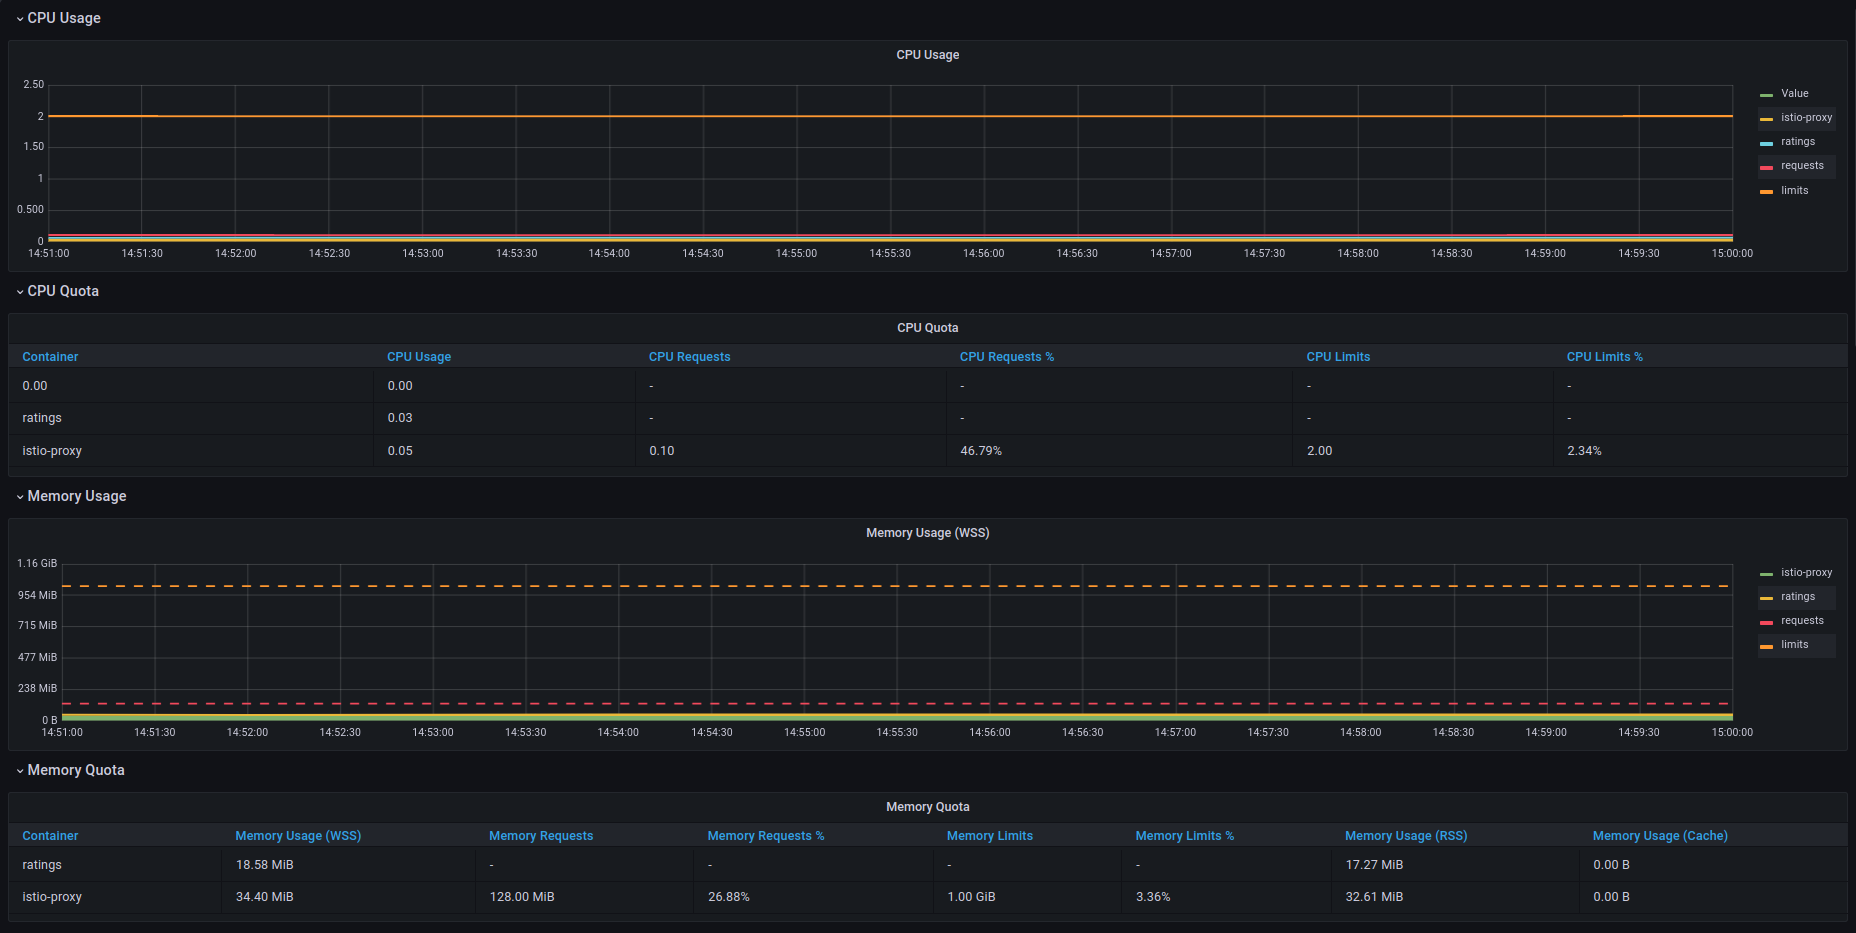 CPU Usage
CPU Usage
2.50
2
1.50
1
0.500
0
14:51:00 14:51:30 14:52:00 14:52:30 14:53:00 14:53:30 14:54:00 14:54:30 14:55:00 14:55:30 14:56:00 14:56:30 14:57:00 14:57:30 14:58:00 14:58:30 14:59:00 14:59:30 15:00:00
Value
istio-proxy
ratings
requests
limits
CPU Quota
CPU Quota
Container CPU Usage CPU Requests CPU Requests % CPU Limits CPU Limits %
0.00 0.00 - - - -
ratings 0.03 - - - -
istio-proxy 0.05 0.10 46.79% 2.00 2.34%
Memory Usage
Memory Usage (WSS)
1.16 GiB
954 MiB
715 MiB
477 MiB
238 MiB
0 B
14:51:00 14:51:30 14:52:00 14:52:30 14:53:00 14:53:30 14:54:00 14:54:30 14:55:00 14:55:30 14:56:00 14:56:30 14:57:00 14:57:30 14:58:00 14:58:30 14:59:00 14:59:30 15:00:00
istio-proxy
ratings
requests
limits
Memory Quota
Memory Quota
Container Memory Usage (WSS) Memory Requests Memory Requests % Memory Limits Memory Limits % Memory Usage (RSS) Memory Usage (Cache)
ratings 18.58 MiB - - - - 17.27 MiB 0.00 B
istio-proxy 34.40 MiB 128.00 MiB 26.88% 1.00 GiB 3.36% 32.61 MiB 0.00 B